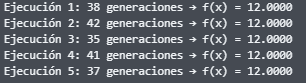 Ejecución 1: 38 generaciones → f(x) = 12.0000
Ejecución 2: 42 generaciones → f(x) = 12.0000
Ejecución 3: 35 generaciones → f(x) = 12.0000
Ejecución 4: 41 generaciones → f(x) = 12.0000
Ejecución 5: 37 generaciones → f(x) = 12.0000